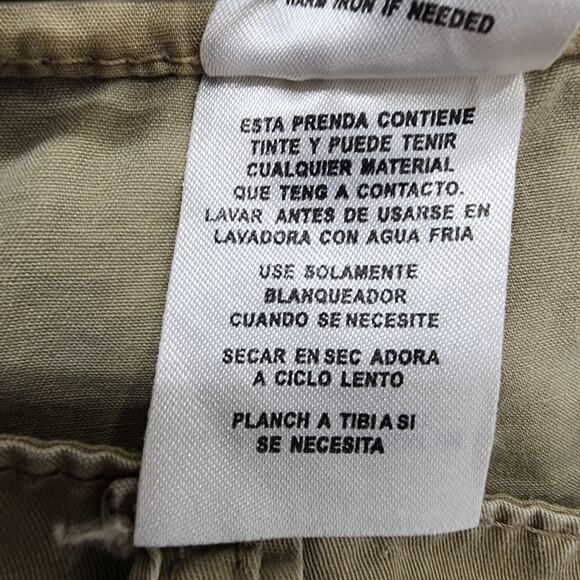 WARM IRON IF NEEDED
ESTA PRENDA CONTIENE
TINTE Y PUEDE TENIR
CUALQUIER MATERIAL
QUE TENG A CONTACTO.
LAVAR ANTES DE USARSE EN
LAVADORA CON AGUA FRIA
USE SOLAMENTE
BLANQUEADOR
CUANDO SE NECESITE
SECAR EN SEC ADORA
A CICLO LENTO
PLANCH A TIBI A SI
SE NECESITA